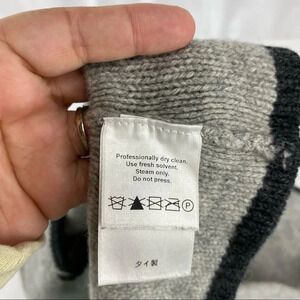 Professionally dry clean.
Use fresh solvent.
Steam only.
Do not press.
P
タイ製